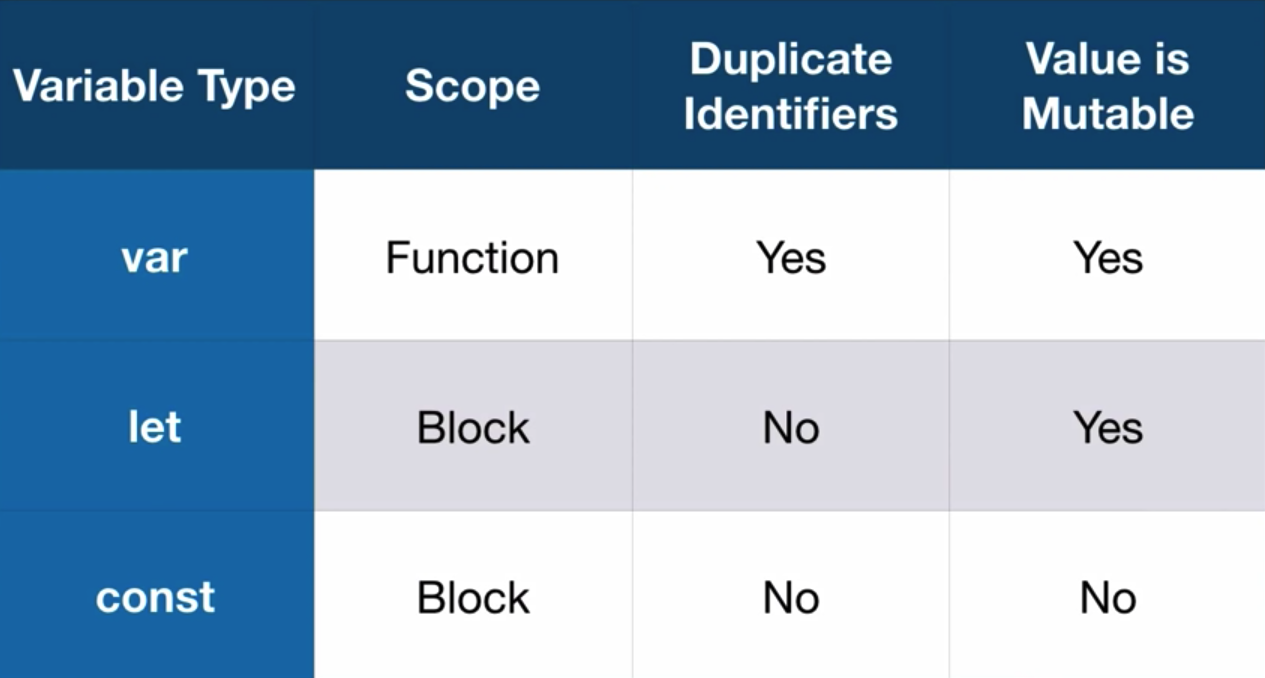 Variable Type Scope Duplicate Identifiers Value is Mutable
var Function Yes Yes
let Block No Yes
const Block No No